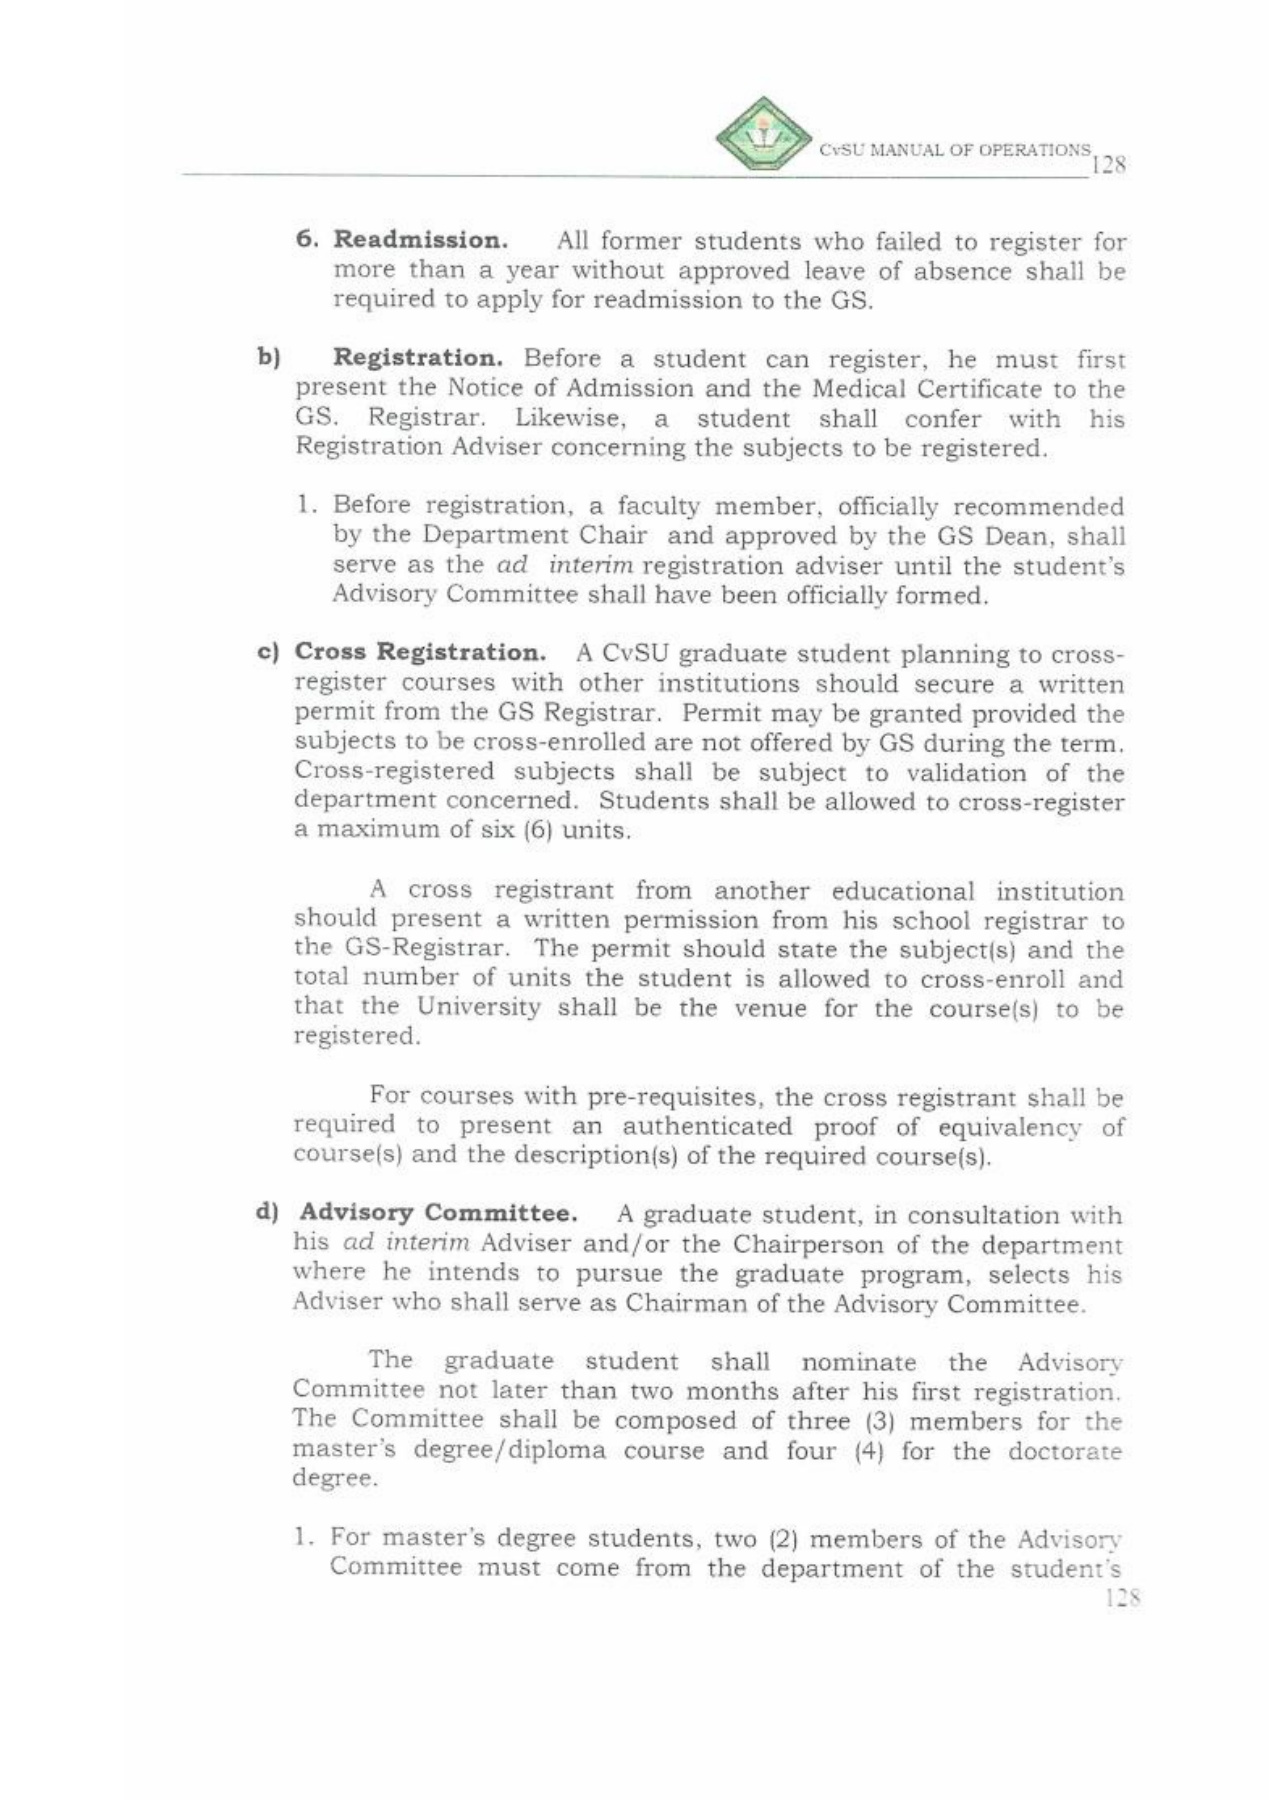 CvSU MANUAL OF OPERATIONS
128
6. Readmission. All former students who failed to register for
more than a year without approved leave of absence shall be
required to apply for readmission to the GS.
b) Registration. Before a student can register, he must first
present the Notice of Admission and the Medical Certificate to the
GS. Registrar. Likewise, a student shall confer with his
Registration Adviser concerning the subjects to be registered.
1. Before registration, a faculty member, officially recommended
by the Department Chair and approved by the GS Dean, shall
serve as the ad interim registration adviser until the student's
Advisory Committee shall have been officially formed.
c) Cross Registration. A CvSU graduate student planning to cross-
register courses with other institutions should secure a written
permit from the GS Registrar. Permit may be granted provided the
subjects to be cross-enrolled are not offered by GS during the term.
Cross-registered subjects shall be subject to validation of the
department concerned. Students shall be allowed to cross-register
a maximum of six (6) units.
A cross registrant from another educational institution
should present a written permission from his school registrar to
the GS-Registrar. The permit should state the subject(s) and the
total number of units the student is allowed to cross-enroll and
that the University shall be the venue for the course(s) to be
registered.
For courses with pre-requisites, the cross registrant shall be
required to present an authenticated proof of equivalency of
course(s) and the description(s) of the required course(s).
d) Advisory Committee. A graduate student, in consultation with
his ad interim Adviser and/or the Chairperson of the department
where he intends to pursue the graduate program, selects his
Adviser who shall serve as Chairman of the Advisory Committee.
The graduate student shall nominate the Advisory
Committee not later than two months after his first registration.
The Committee shall be composed of three (3) members for the
master's degree/diploma course and four (4) for the doctorate
degree.
1. For master's degree students, two (2) members of the Advisory
Committee must come from the department of the student's
128